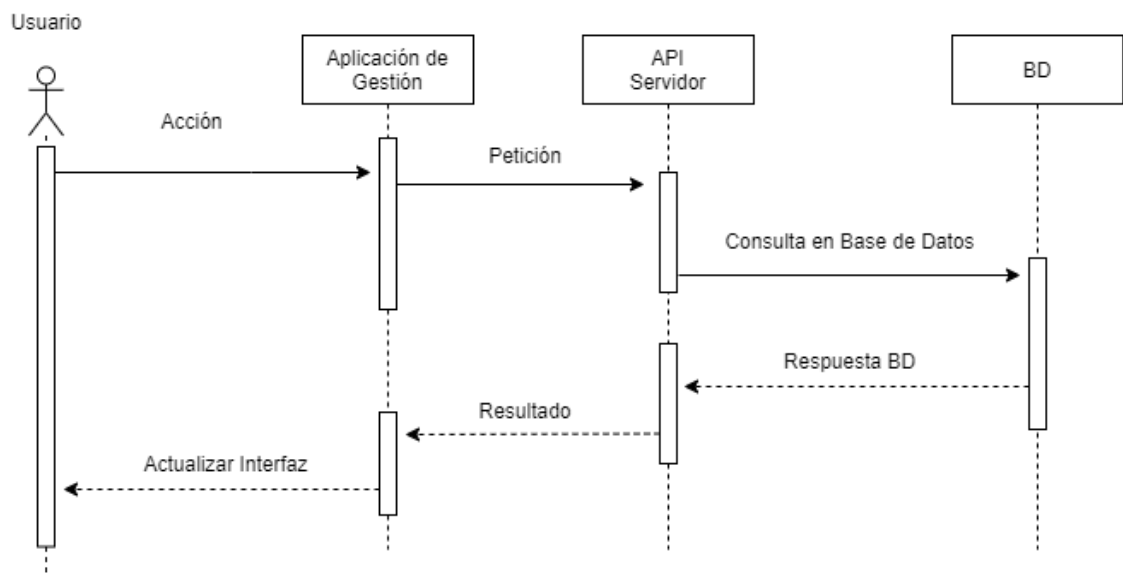 Usuario
Aplicación de
Gestión
API
Servidor
BD
Acción
Petición
Consulta en Base de Datos
Respuesta BD
Resultado
Actualizar Interfaz